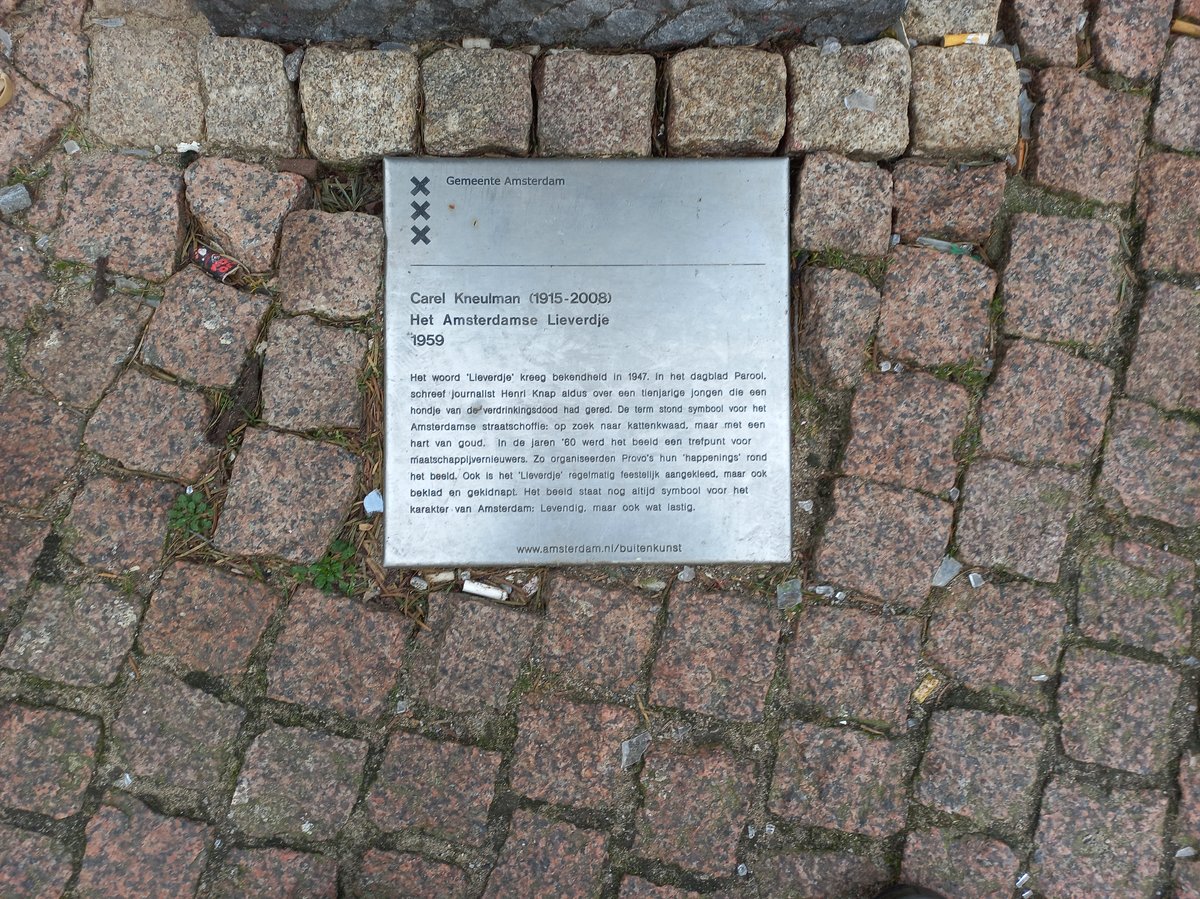 Gemeente Amsterdam
Carel Kneulman (1915-2008)
Het Amsterdamse Lieverdje
1959
Het woord 'Lieverdje' kreeg bekendheid in 1947. In het dagblad Parool,
schreef journalist Henri Knap aldus over een tienjarige jongen die een
hondje van de verdrinkingsdood had gered. De term stond symbool voor het
Amsterdamse straatschoffie: op zoek naar kattenkwaad, maar met een
hart van goud. In de jaren '60 werd het beeld een trefpunt voor
maatschappijvernieuwers. Zo organiseerden Provo's hun 'happenings' rond
het beeld. Ook is het 'Lieverdje' regelmatig feestelijk aangekleed, maar ook
beklad en gekidnapt. Het beeld staat nog altijd symbool voor het
karakter van Amsterdam: Levendig, maar ook wat lastig.
www.amsterdam.nl/buitenkunst